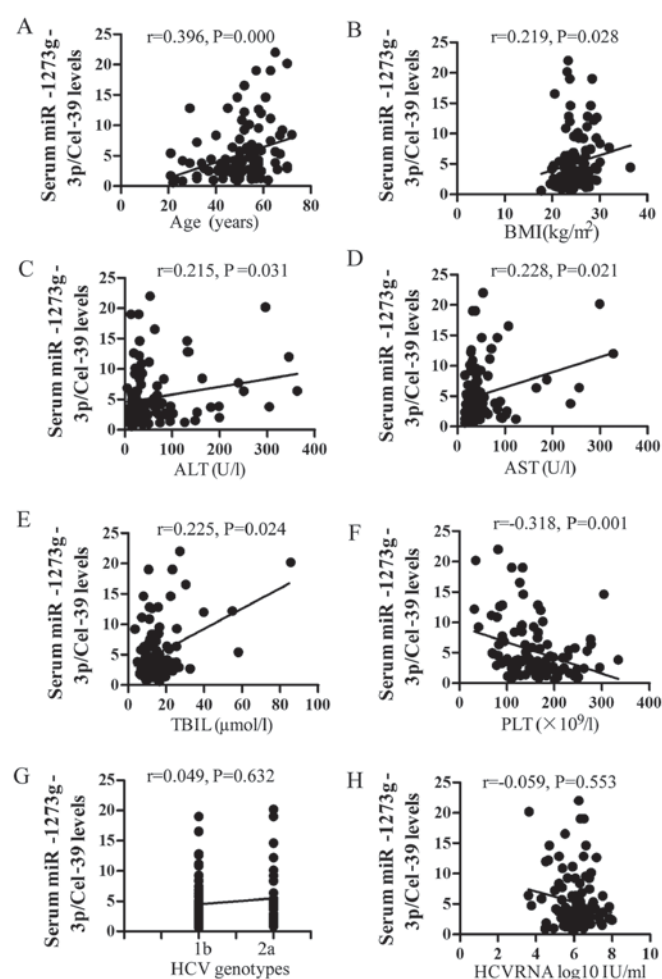 A
r=0.396, P=0.000
Serum miR -1273g-
3p/Cel-39 levels
25
20
15
10
5
0
0 20 40 60 80
Age (years)
B
r=0.219, P=0.028
Serum miR -1273g-
3p/Cel-39 levels
25
20
15
10
5
0
0 10 20 30 40
BMI(kg/m²)
C
r=0.215, P=0.031
Serum miR -1273g-
3p/Cel-39 levels
25
20
15
10
5
0
0 100 200 300 400
ALT (U/l)
D
r=0.228, P=0.021
Serum miR -1273g-
3p/Cel-39 levels
25
20
15
10
5
0
0 100 200 300 400
AST (U/l)
E
r=0.225, P=0.024
Serum miR -1273g-
3p/Cel-39 levels
25
20
15
10
5
0
0 20 40 60 80 100
TBIL (μmol/l)
F
r=-0.318, P=0.001
Serum miR -1273g-
3p/Cel-39 levels
25
20
15
10
5
0
0 100 200 300 400
PLT (×10⁹/l)
G
r=0.049, P=0.632
Serum miR -1273g-
3p/Cel-39 levels
25
20
15
10
5
0
1b 2a
HCV genotypes
H
r=-0.059, P=0.553
Serum miR -1273g-
3p/Cel-39 levels
25
20
15
10
5
0
0 2 4 6 8 10
HCVRNA log10 IU/ml